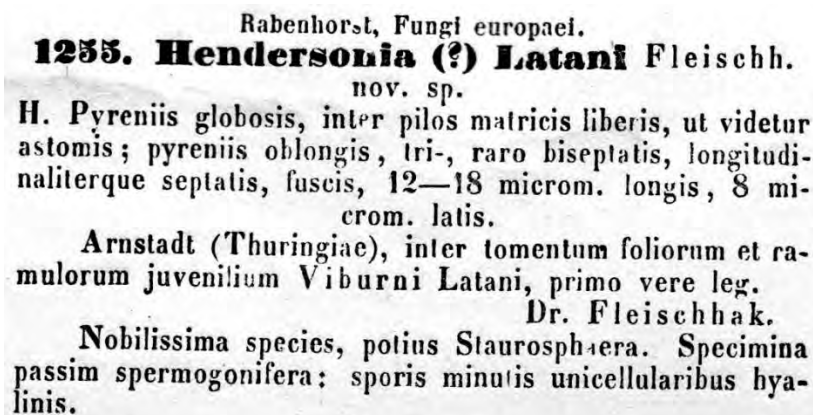 Rabenhorst, Fungi europaei.
1255. Hendersonia (?) Latani Fleischh.
nov. sp.
H. Pyreniis globosis, inter pilos matricis liberis, ut videtur
astomis; pyreniis oblongis, tri-, raro biseptatis, longitudi-
naliterque septatis, fuscis, 12—18 microm. longis, 8 mi-
crom. latis.
Arnstadt (Thuringiae), inter tomentum foliorum et ra-
mulorum juvenilium Viburni Latani, primo vere leg.
Dr. Fleischhak.
Nobilissima species, potius Staurosphaera. Specimina
passim spermogonifera: sporis minutis unicellularibus hya-
linis.